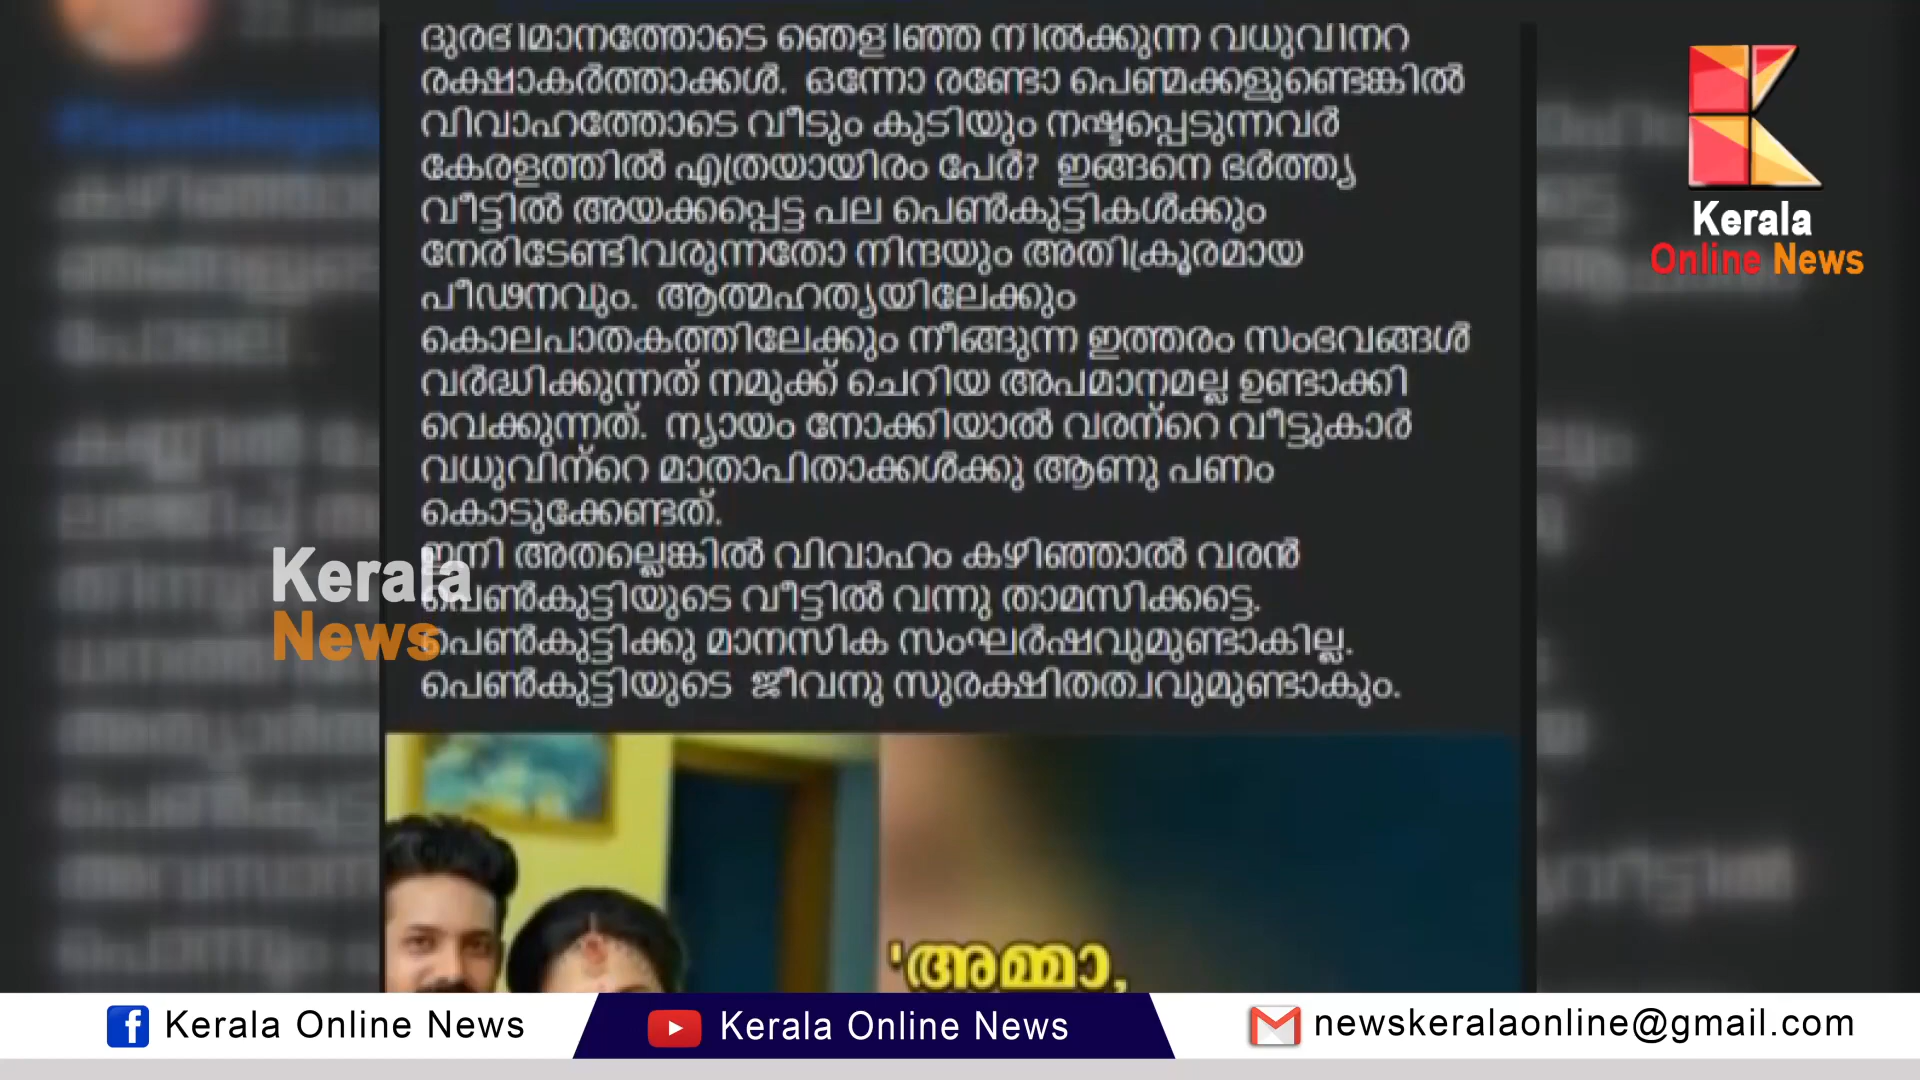 ദുരഭിമാനത്തോടെ ഞെളിഞ്ഞ നിൽക്കുന്ന വധുവിനറ
രക്ഷാകർത്താക്കൾ. ഒന്നോ രണ്ടോ പെണ്മക്കളുണ്ടെങ്കിൽ
വിവാഹത്തോടെ വീടും കുടിയും നഷ്ടപ്പെടുന്നവർ
കേരളത്തിൽ എത്രയായിരം പേർ? ഇങ്ങനെ ഭർത്തൃ
വീട്ടിൽ അയക്കപ്പെട്ട പല പെൺകുട്ടികൾക്കും
നേരിടേണ്ടിവരുന്നതോ നിന്ദയും അതിക്രൂരമായ
പീഢനവും. ആത്മഹത്യയിലേക്കും
കൊലപാതകത്തിലേക്കും നീങ്ങുന്ന ഇത്തരം സംഭവങ്ങൾ
വർദ്ധിക്കുന്നത് നമുക്ക് ചെറിയ അപമാനമല്ല ഉണ്ടാക്കി
വെക്കുന്നത്. ന്യായം നോക്കിയാൽ വരന്റെ വീട്ടുകാർ
വധുവിന്റെ മാതാപിതാക്കൾക്കു ആണു പണം
കൊടുക്കേണ്ടത്.
ഇനി അതല്ലെങ്കിൽ വിവാഹം കഴിഞ്ഞാൽ വരൻ
പെൺകുട്ടിയുടെ വീട്ടിൽ വന്നു താമസിക്കട്ടെ.
പെൺകുട്ടിക്കു മാനസിക സംഘർഷവുമുണ്ടാകില്ല.
പെൺകുട്ടിയുടെ ജീവനു സുരക്ഷിതത്വവുമുണ്ടാകും.
'അമ്മാ,
Kerala
Online News
Kerala
News
Kerala Online News
Kerala Online News
newskeralaonline@gmail.com